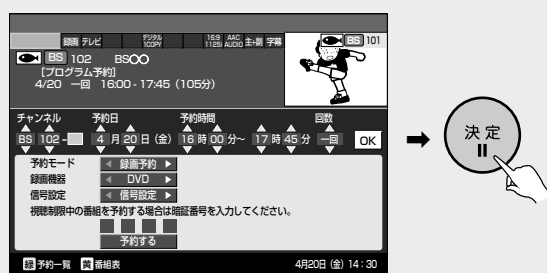 録画 テレビ デジタル 1COPY 16:9 1125i AAC AUDIO 主+副 字幕
BS 101
BS 102 BS〇〇
[プログラム予約]
4/20 一回 16:00 - 17:45 (105分)
チャンネル 予約日 予約時間 回数
BS 102 - 4 月 20 日 (金) 16 時 00 分~ 17 時 45 分 一回 OK
予約モード 録画予約
録画機器 DVD
信号設定 信号設定
視聴制限中の番組を予約する場合は暗証番号を入力してください。
予約する
緑 予約一覧 黄 番組表 4月20日 (金) 14 : 30
決定